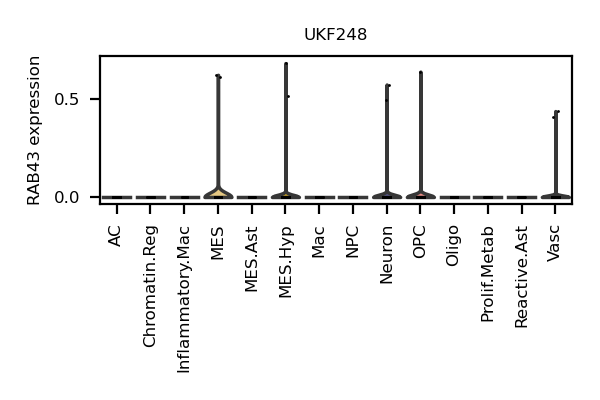 UKF248
RAB43 expression
0.5
0.0
AC
Chromatin.Reg
Inflammatory.Mac
MES
MES.Ast
MES.Hyp
Mac
NPC
Neuron
OPC
Oligo
Prolif.Metab
Reactive.Ast
Vasc